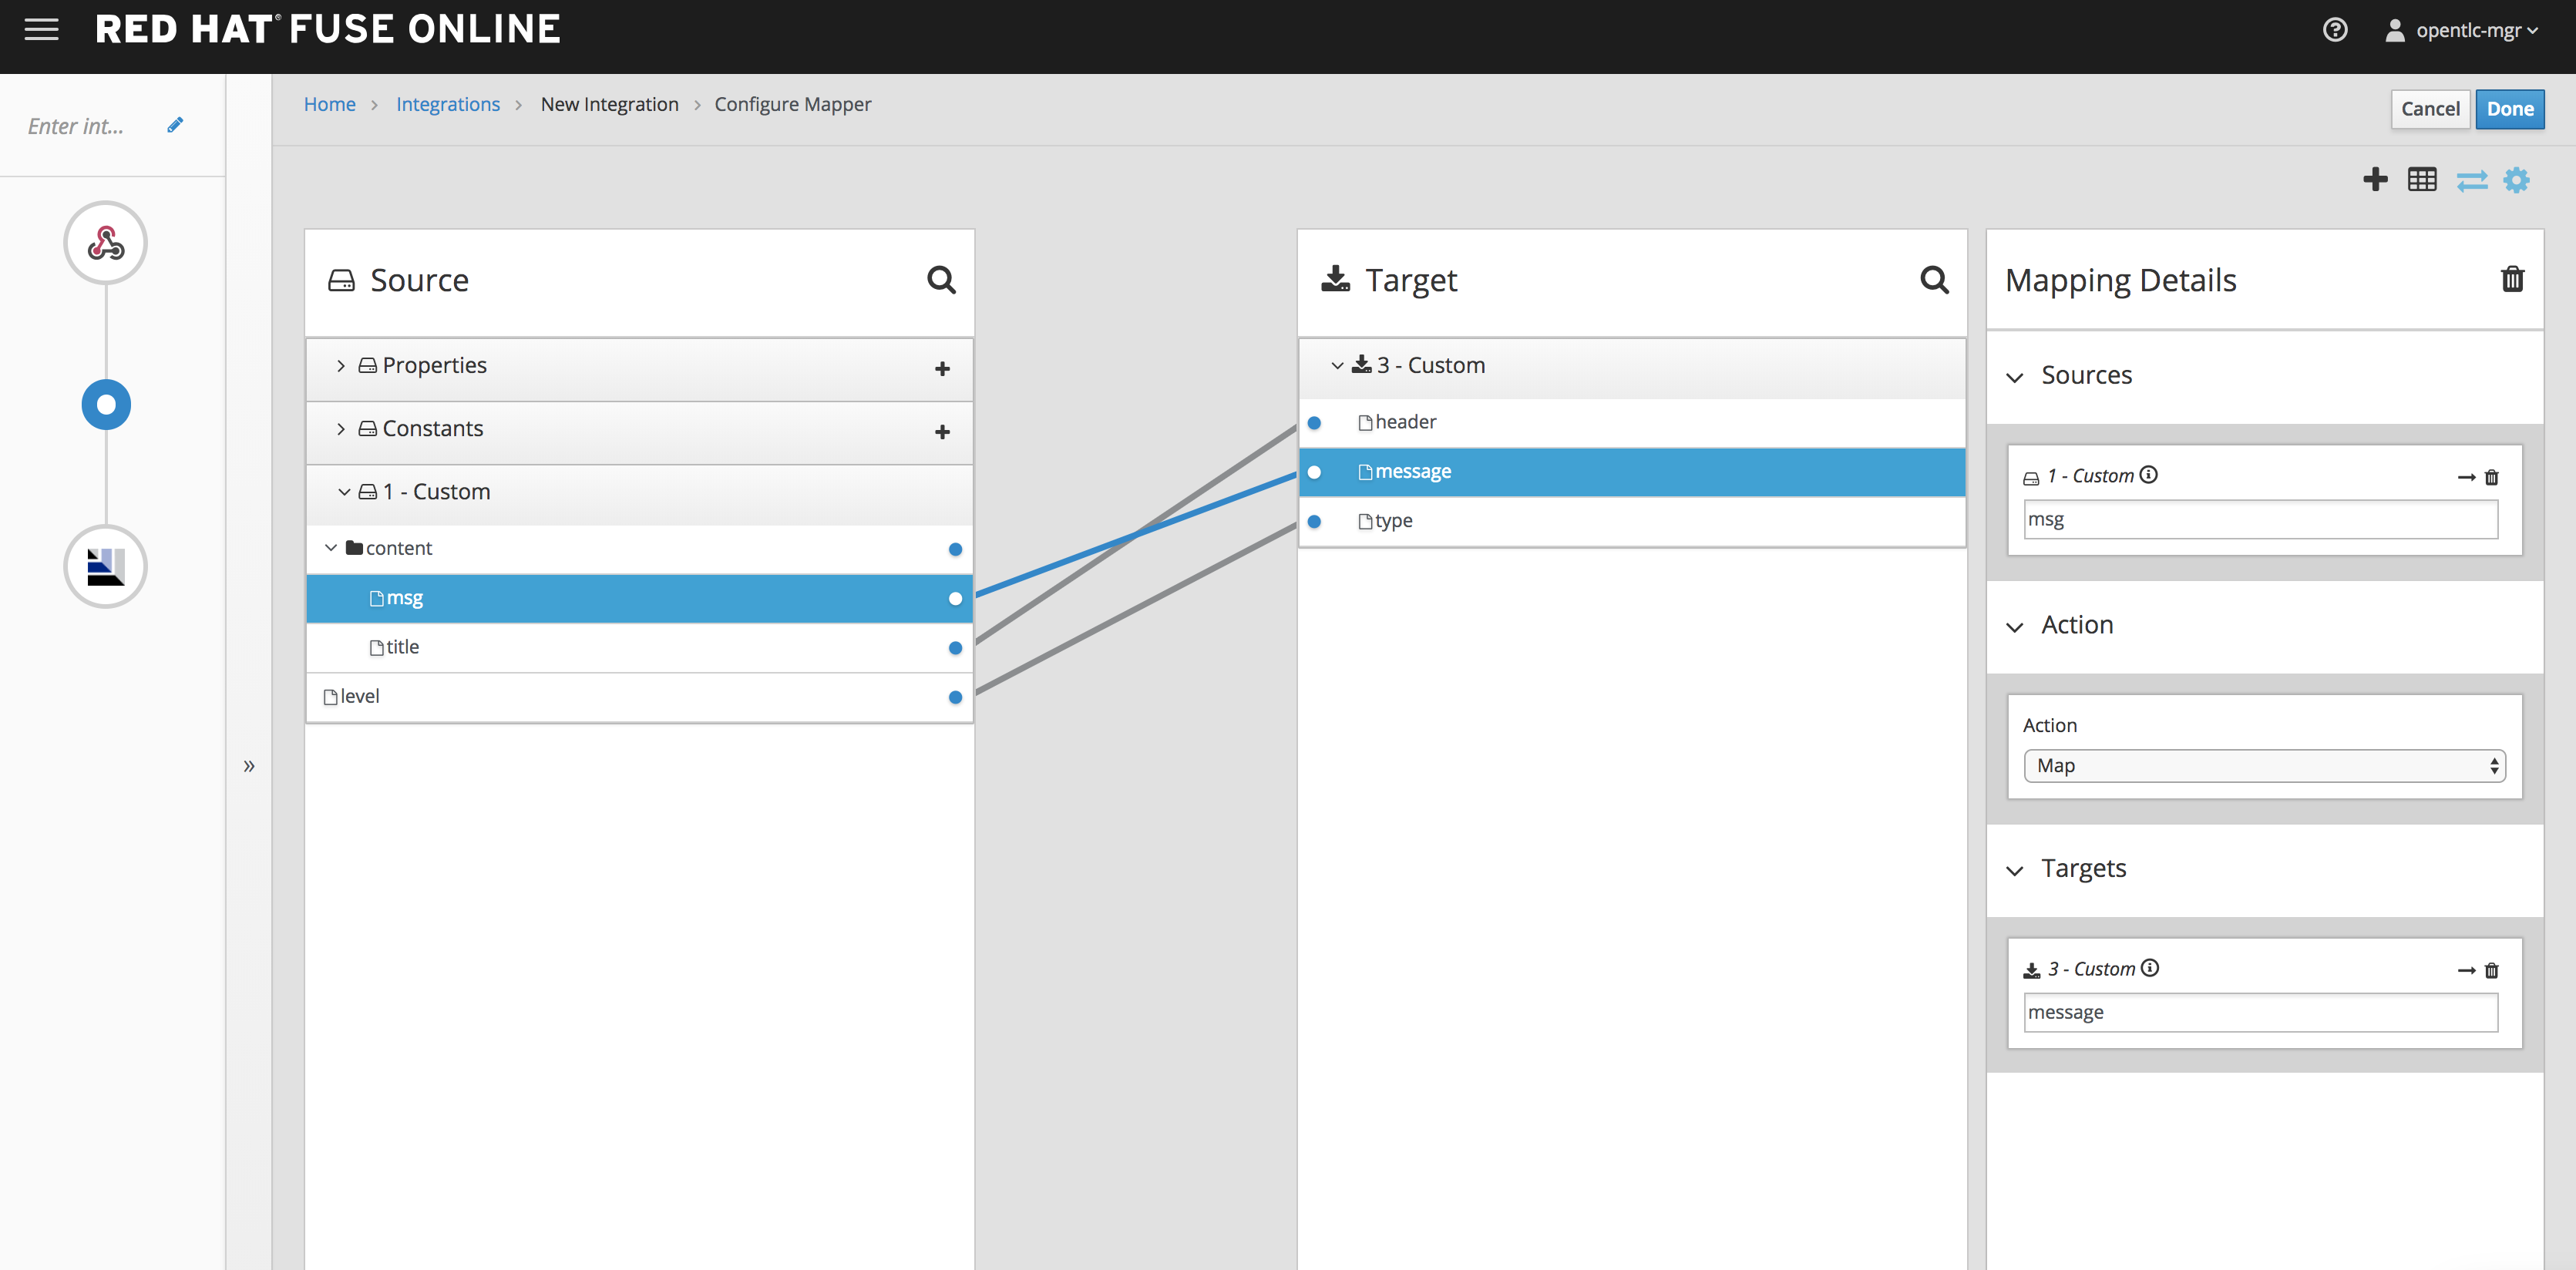 RED HAT® FUSE ONLINE
opentlc-mgr
Enter int...
Home > Integrations > New Integration > Configure Mapper
Cancel
Done
Source
Properties
Constants
1 - Custom
content
msg
title
level
Target
3 - Custom
header
message
type
Mapping Details
Sources
1 - Custom
msg
Action
Action
Map
Targets
3 - Custom
message